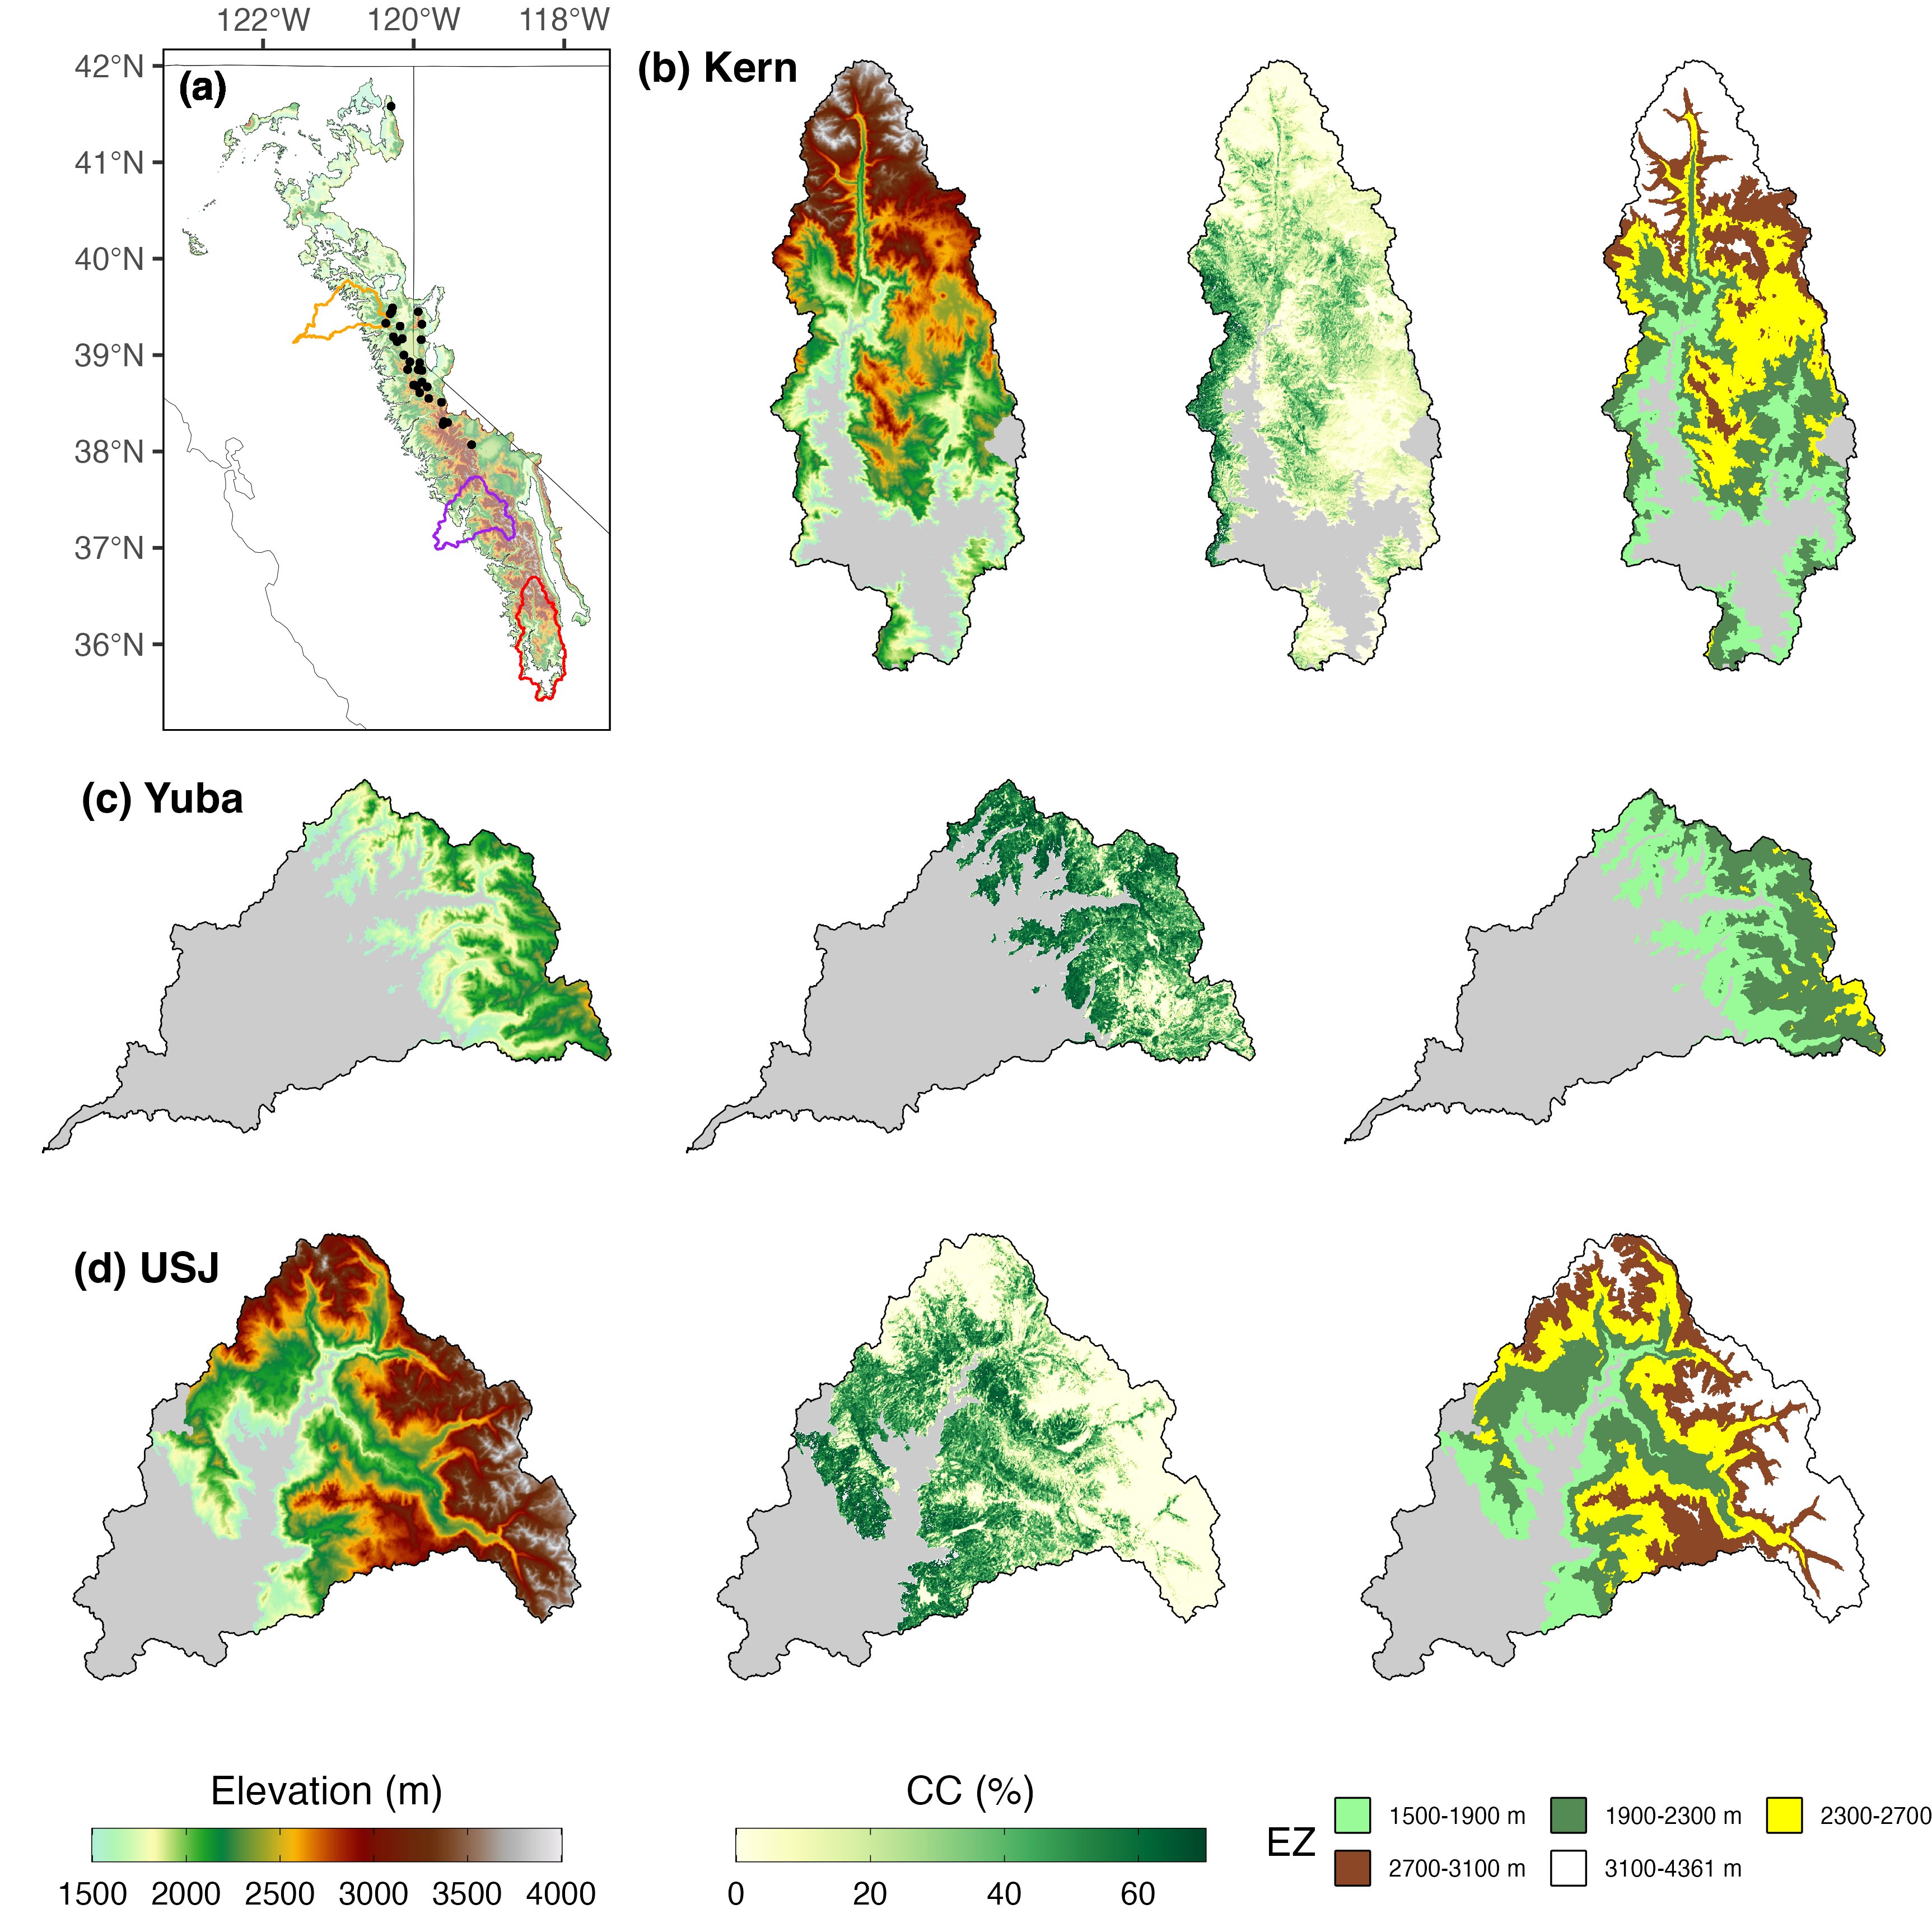 122°W 120°W 118°W
42°N
41°N
40°N
39°N
38°N
37°N
36°N
(a)
(b) Kern
(c) Yuba
(d) USJ
Elevation (m)
1500 2000 2500 3000 3500 4000
CC (%)
0 20 40 60
EZ
1500-1900 m 1900-2300 m 2300-2700
2700-3100 m 3100-4361 m